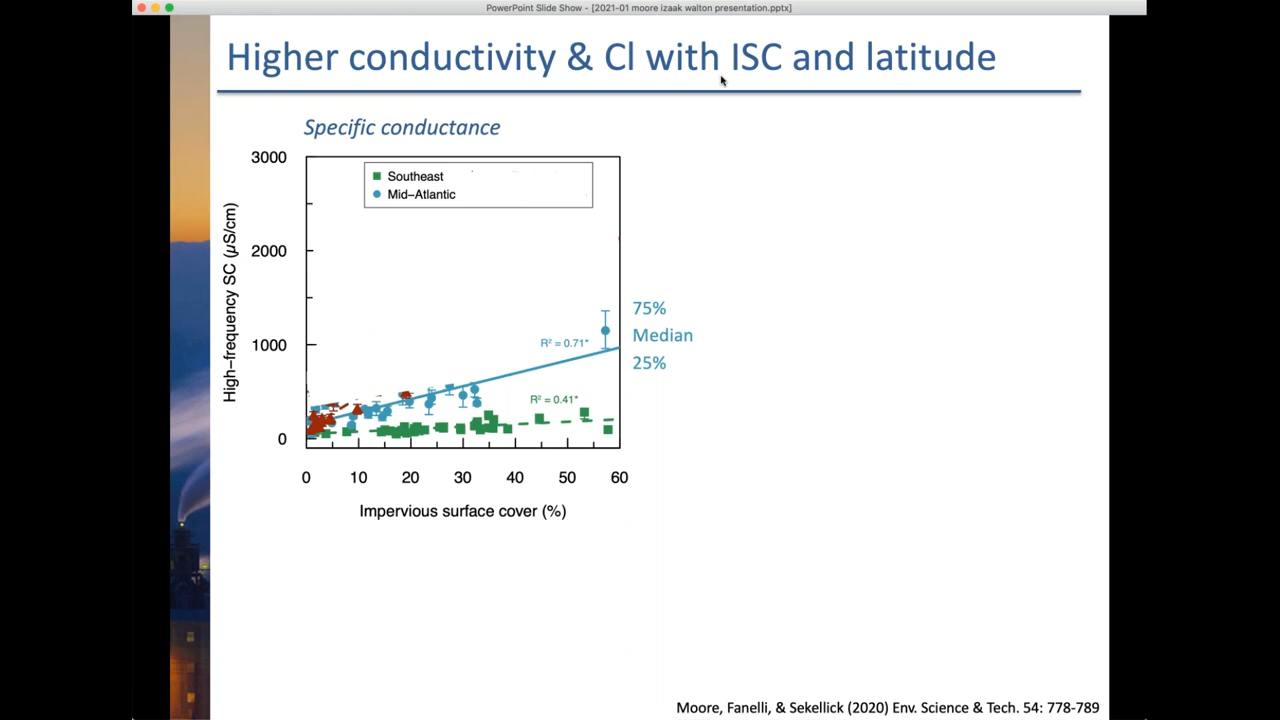 PowerPoint Slide Show - [2021-01 moore izaak walton presentation.pptx]
Higher conductivity & Cl with ISC and latitude
Specific conductance
3000
2000
1000
0
High–frequency SC (µS/cm)
Southeast
Mid–Atlantic
R² = 0.71*
R² = 0.41*
75%
Median
25%
0 10 20 30 40 50 60
Impervious surface cover (%)
Moore, Fanelli, & Sekellick (2020) Env. Science & Tech. 54: 778-789